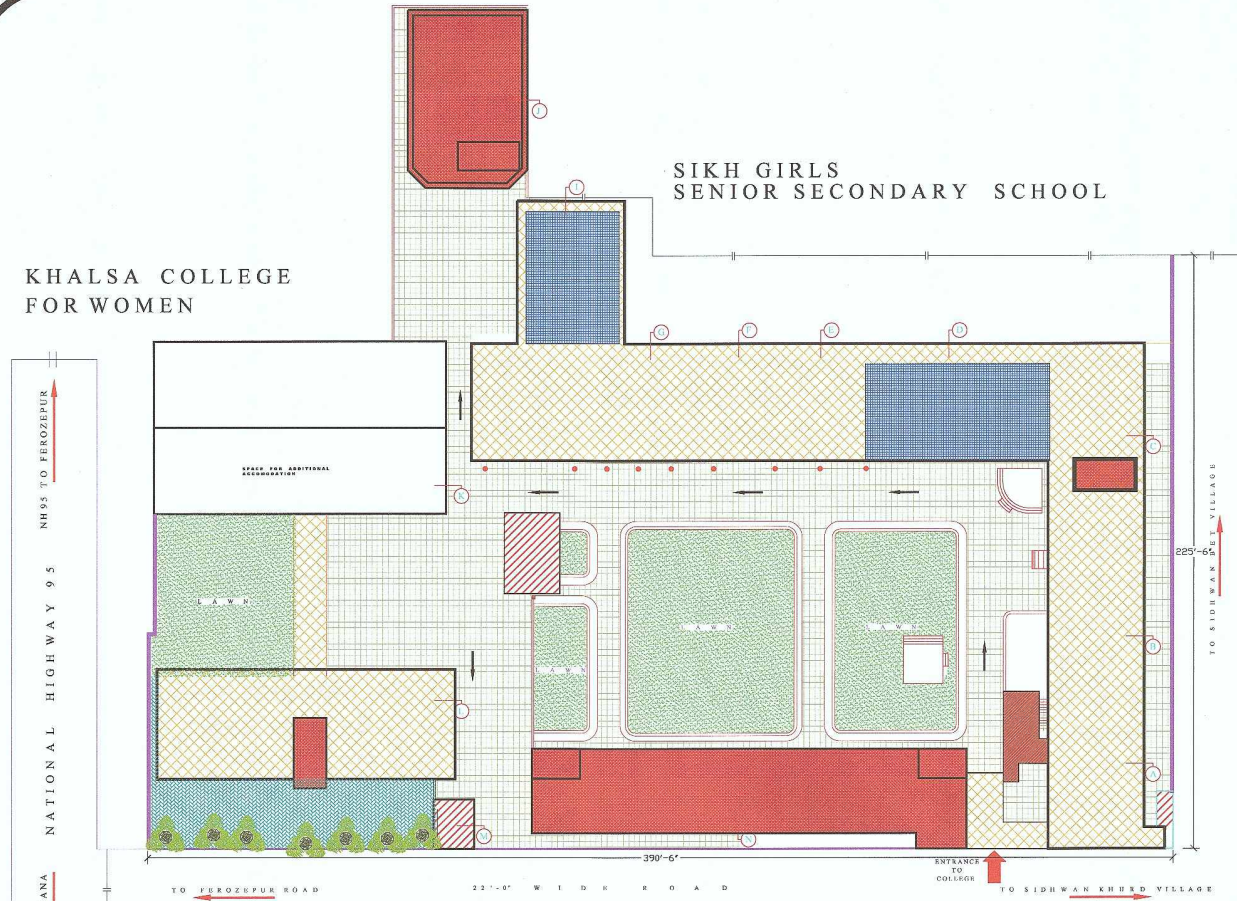 J
SIKH GIRLS
SENIOR SECONDARY SCHOOL
I
KHALSA COLLEGE
FOR WOMEN
G
F
E
D
C
NH 95 TO FEROZEPUR
SPACE FOR ADDITIONAL
ACCOMODATION
K
TO SIDHWAN BET VILLAGE
225'-6"
NATIONAL HIGHWAY 95
LAWN
LAWN
LAWN
LAWN
B
L
A
M
N
390'-6"
ENTRANCE
TO
COLLEGE
ANA
TO FEROZEPUR ROAD
22'-0" WIDE ROAD
TO SIDHWAN KHURD VILLAGE